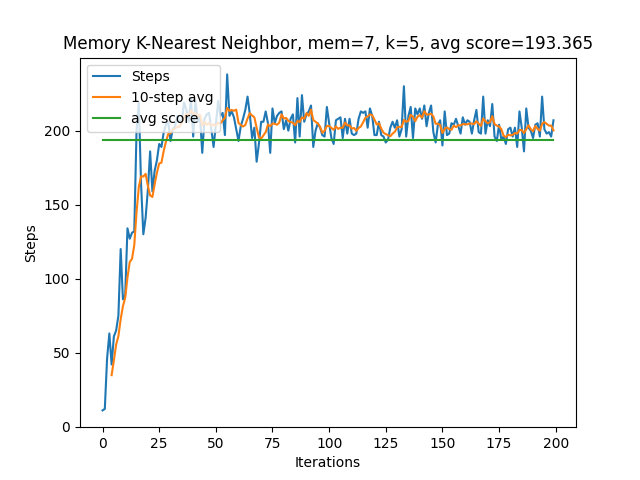 Memory K-Nearest Neighbor, mem=7, k=5, avg score=193.365
Steps
10-step avg
avg score
200
150
100
50
0
Steps
0 25 50 75 100 125 150 175 200
Iterations